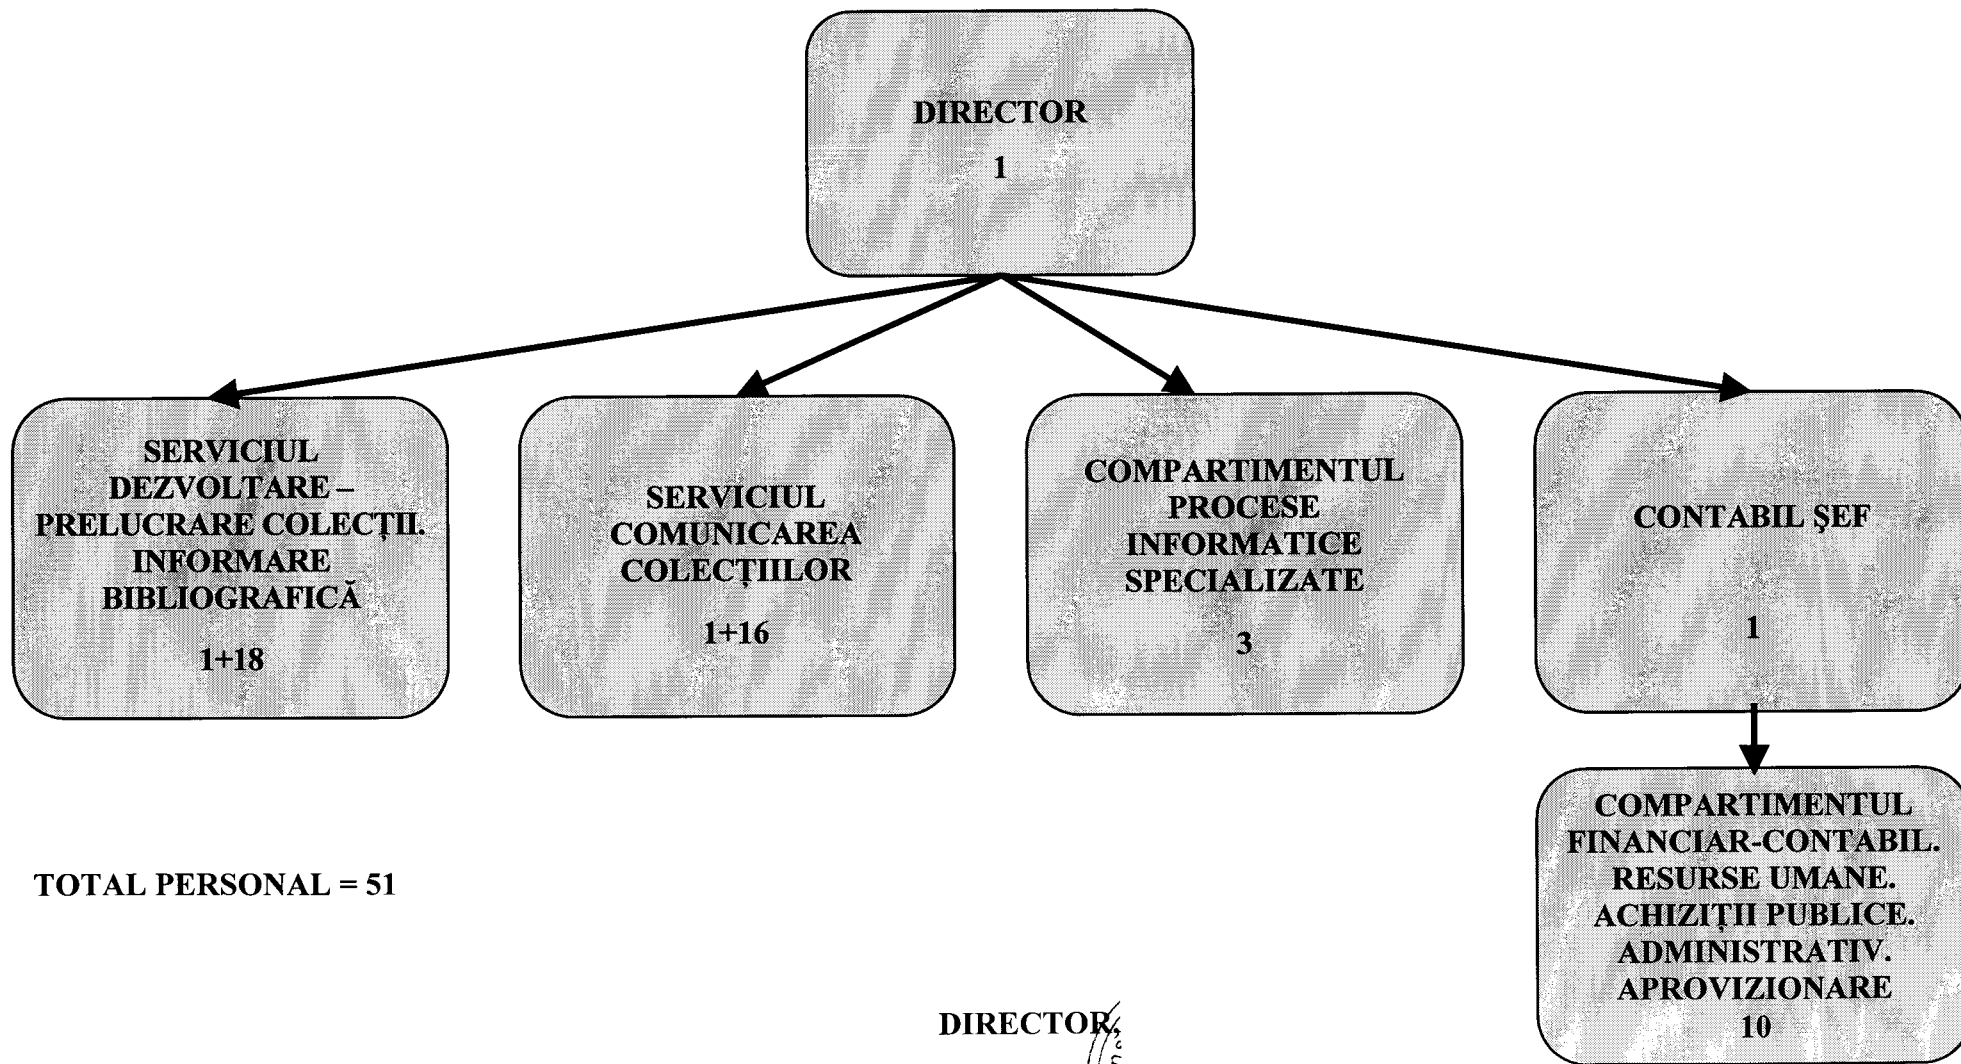 DIRECTOR
1
SERVICIUL
DEZVOLTARE –
PRELUCRARE COLECȚII.
INFORMARE
BIBLIOGRAFICĂ
1+18
SERVICIUL
COMUNICAREA
COLECȚIILOR
1+16
COMPARTIMENTUL
PROCESE
INFORMATICE
SPECIALIZATE
3
CONTABIL ȘEF
1
COMPARTIMENTUL
FINANCIAR-CONTABIL.
RESURSE UMANE.
ACHIZIȚII PUBLICE.
ADMINISTRATIV.
APROVIZIONARE
10
TOTAL PERSONAL = 51
DIRECTOR,